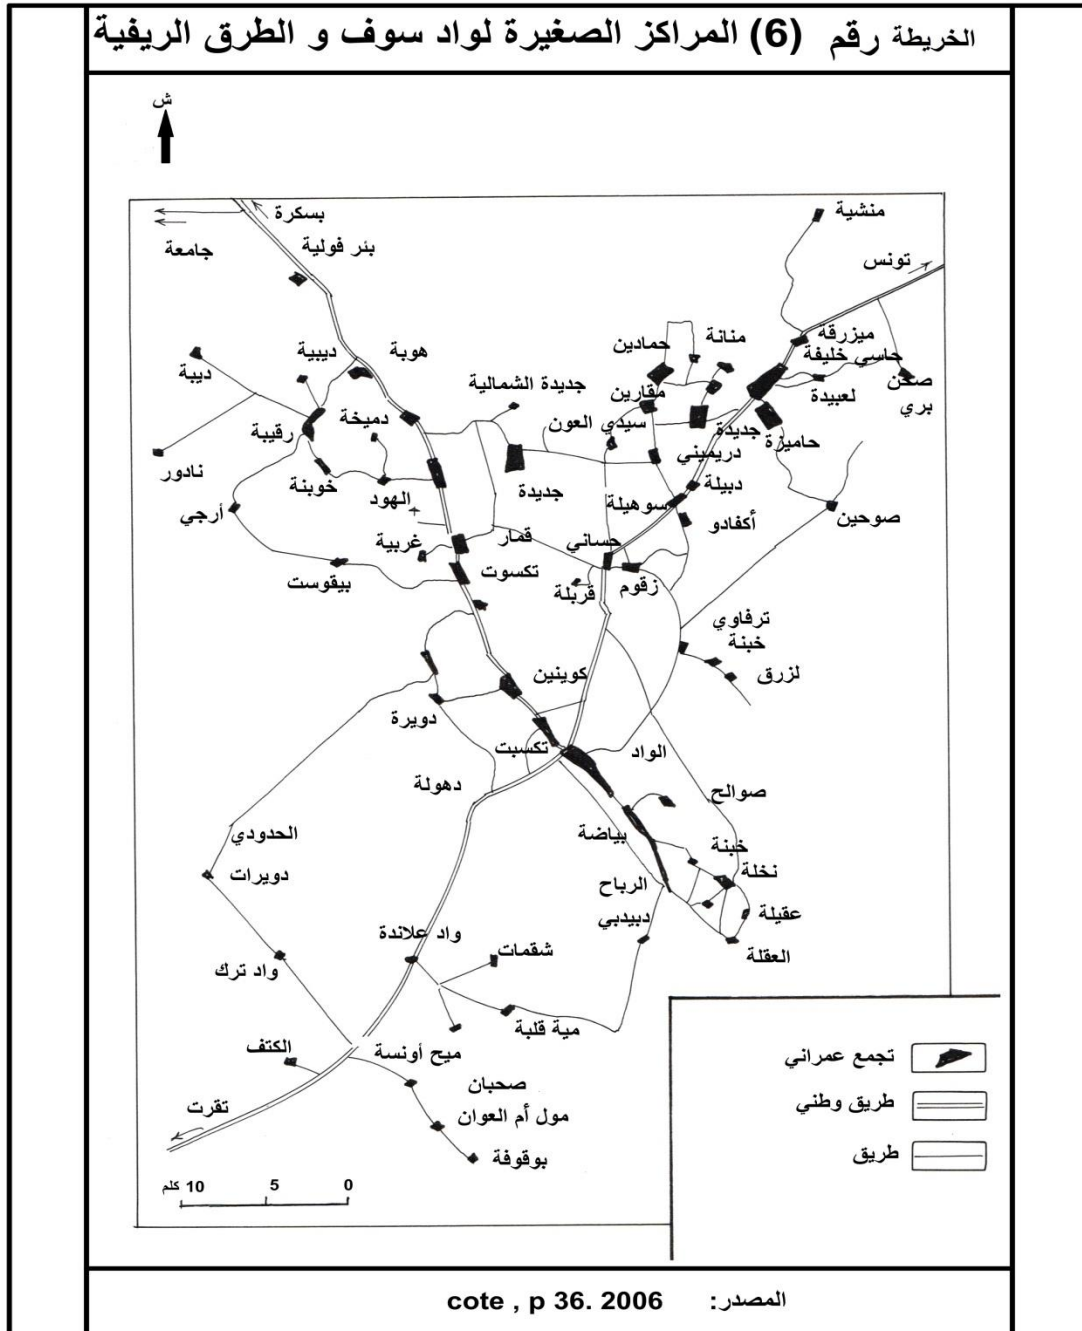 الخريطة رقم (6) المراكز الصغيرة لواد سوف و الطرق الريفية
ش
منشية
بسكرة
بئر فولية
جامعة
تونس
ميزرقة
حاسي خليفة
منانة
حمادين
هوبة
ديبية
ديبة
صحن
بري
لعبيدة
جديدة الشمالية
مقارين
سيدي العون
دميخة
رقيبة
جديدة
حاميزة
دريميني
نادور
خوبنة
الهود
جديدة
دبيلة
سوهيلة
أرجي
أكفادو
صوحين
قمار
حساني
غربية
تكسوت
بيقوست
قربلة
زقوم
ترفاوي
خبنة
لزرق
كوينين
دويرة
تكسبت
الواد
دهولة
صوالح
الحدودي
بياضة
خبنة
نخلة
دويرات
الرباح
دبيدبي
عقيلة
واد علاندة
شقمات
العقلة
واد ترك
مية قلبة
الكتف
ميح أونسة
صحبان
تقرت
مول أم العوان
بوقوفة
10 كلم
5
0
تجمع عمراني
طريق وطني
طريق
المصدر: cote , p 36. 2006